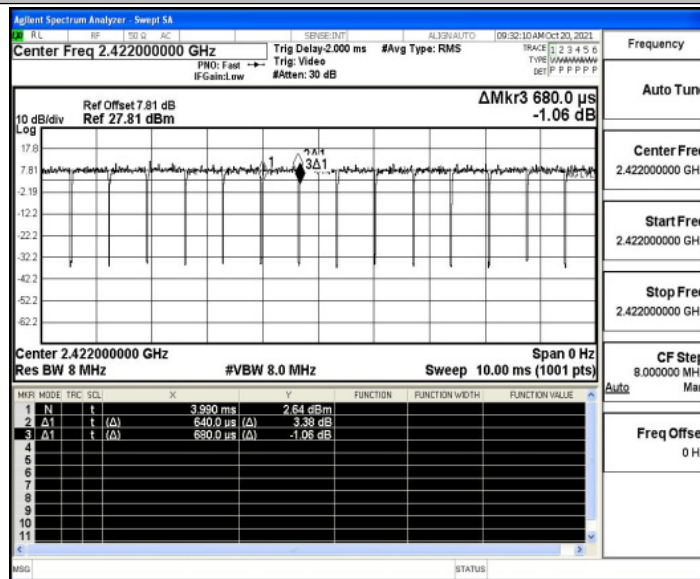 Agilent Spectrum Analyzer - Swept SA
RL RF 50 Ω AC SENSE:INT ALIGNAUTO 09:32:10 AM Oct 20, 2021
Center Freq 2.422000000 GHz
PNO: Fast
IFGain:Low
Trig Delay-2.000 ms
Trig: Video
#Atten: 30 dB
#Avg Type: RMS
TRACE 1 2 3 4 5 6
TYPE
DET P P P P P P
ΔMkr3 680.0 µs
-1.06 dB
Ref Offset 7.81 dB
Ref 27.81 dBm
10 dB/div
Log
17.8
7.81
-2.19
-12.2
-22.2
-32.2
-42.2
-52.2
-62.2
1
3Δ1
Center 2.422000000 GHz Span 0 Hz
Res BW 8 MHz #VBW 8.0 MHz Sweep 10.00 ms (1001 pts)
MKR MODE TRC SCL X Y FUNCTION FUNCTION WIDTH FUNCTION VALUE
1 N t 3.990 ms 2.64 dBm
2 Δ1 t (Δ) 640.0 µs (Δ) 3.38 dB
3 Δ1 t (Δ) 680.0 µs (Δ) -1.06 dB
4
5
6
7
8
9
10
11
MSG STATUS
Frequency
Auto Tun
Center Fre
2.422000000 GH
Start Fre
2.422000000 GH
Stop Fre
2.422000000 GH
CF Step
8.000000 MH
Auto Ma
Freq Offse
0 H